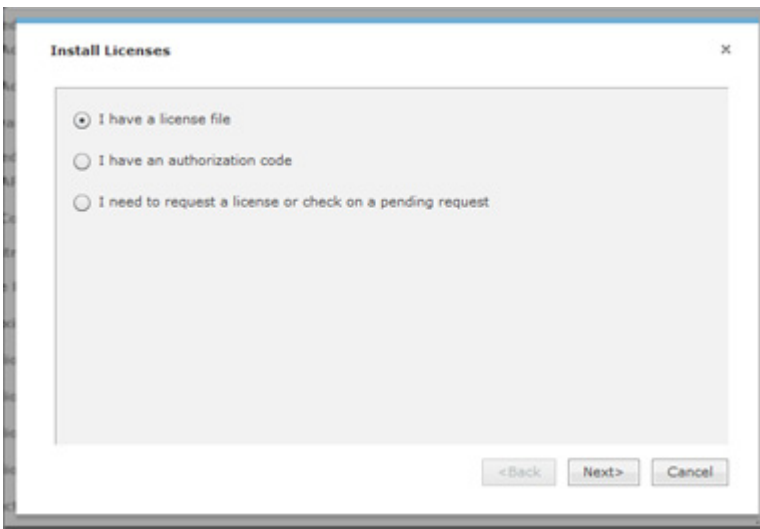 Install Licenses
×
I have a license file
I have an authorization code
I need to request a license or check on a pending request
<Back
Next>
Cancel